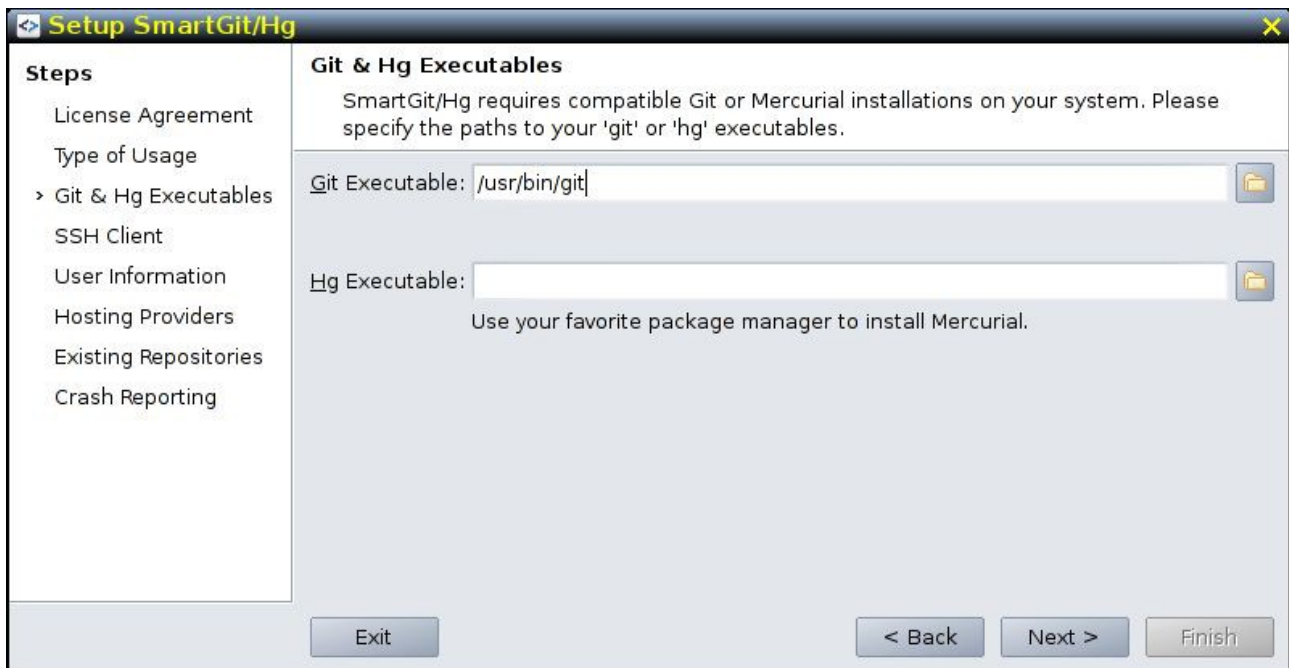 Setup SmartGit/Hg
Steps
License Agreement
Type of Usage
› Git & Hg Executables
SSH Client
User Information
Hosting Providers
Existing Repositories
Crash Reporting
Git & Hg Executables
SmartGit/Hg requires compatible Git or Mercurial installations on your system. Please
specify the paths to your 'git' or 'hg' executables.
Git Executable: /usr/bin/git
Hg Executable:
Use your favorite package manager to install Mercurial.
Exit
< Back
Next >
Finish